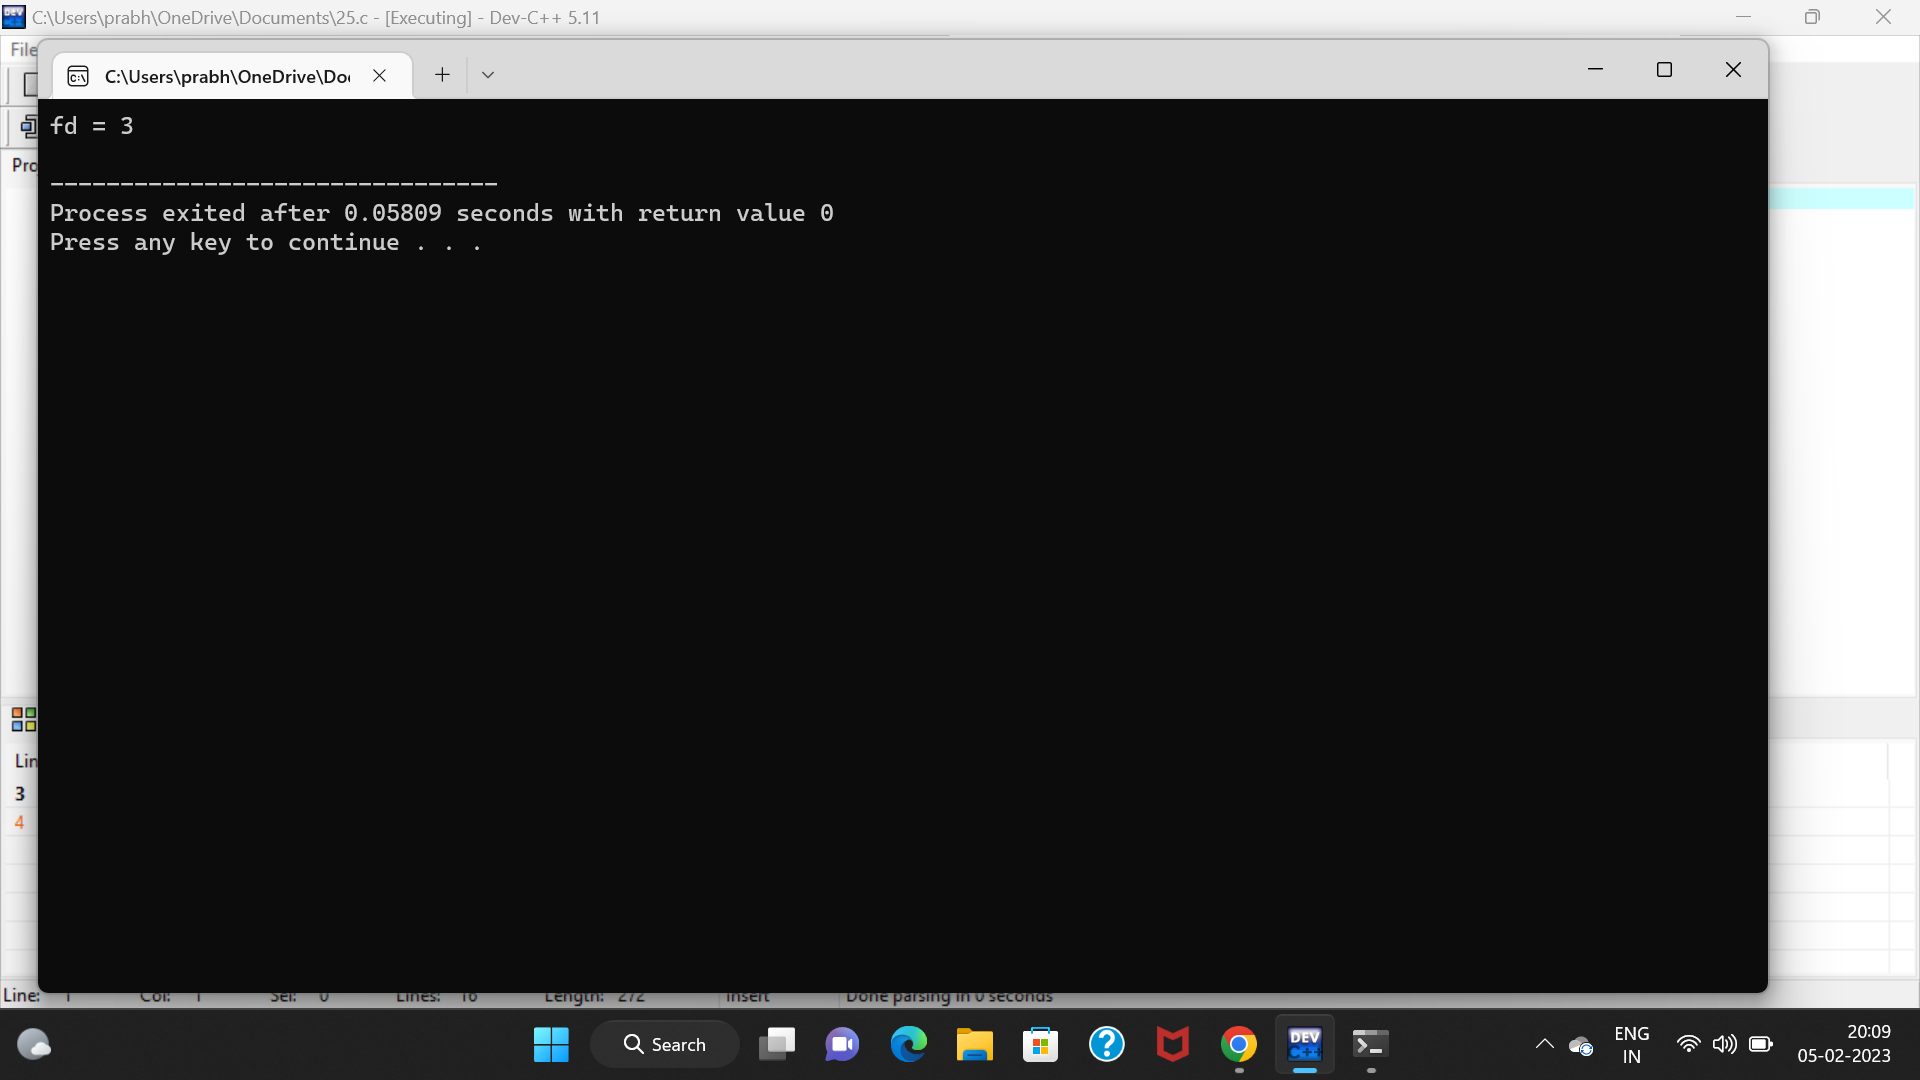 C:\Users\prabh\OneDrive\Documents\25.c - [Executing] - Dev-C++ 5.11
File
C:\Users\prabh\OneDrive\Do
fd = 3
Pro
--------------------------------
Process exited after 0.05809 seconds with return value 0
Press any key to continue . . .
Lin
3
4
Line: 1 Col: 1 Sel: 0 Lines: 16 Length: 272 Insert Done parsing in 0 seconds
Search
DEV
C++
ENG
IN
20:09
05-02-2023